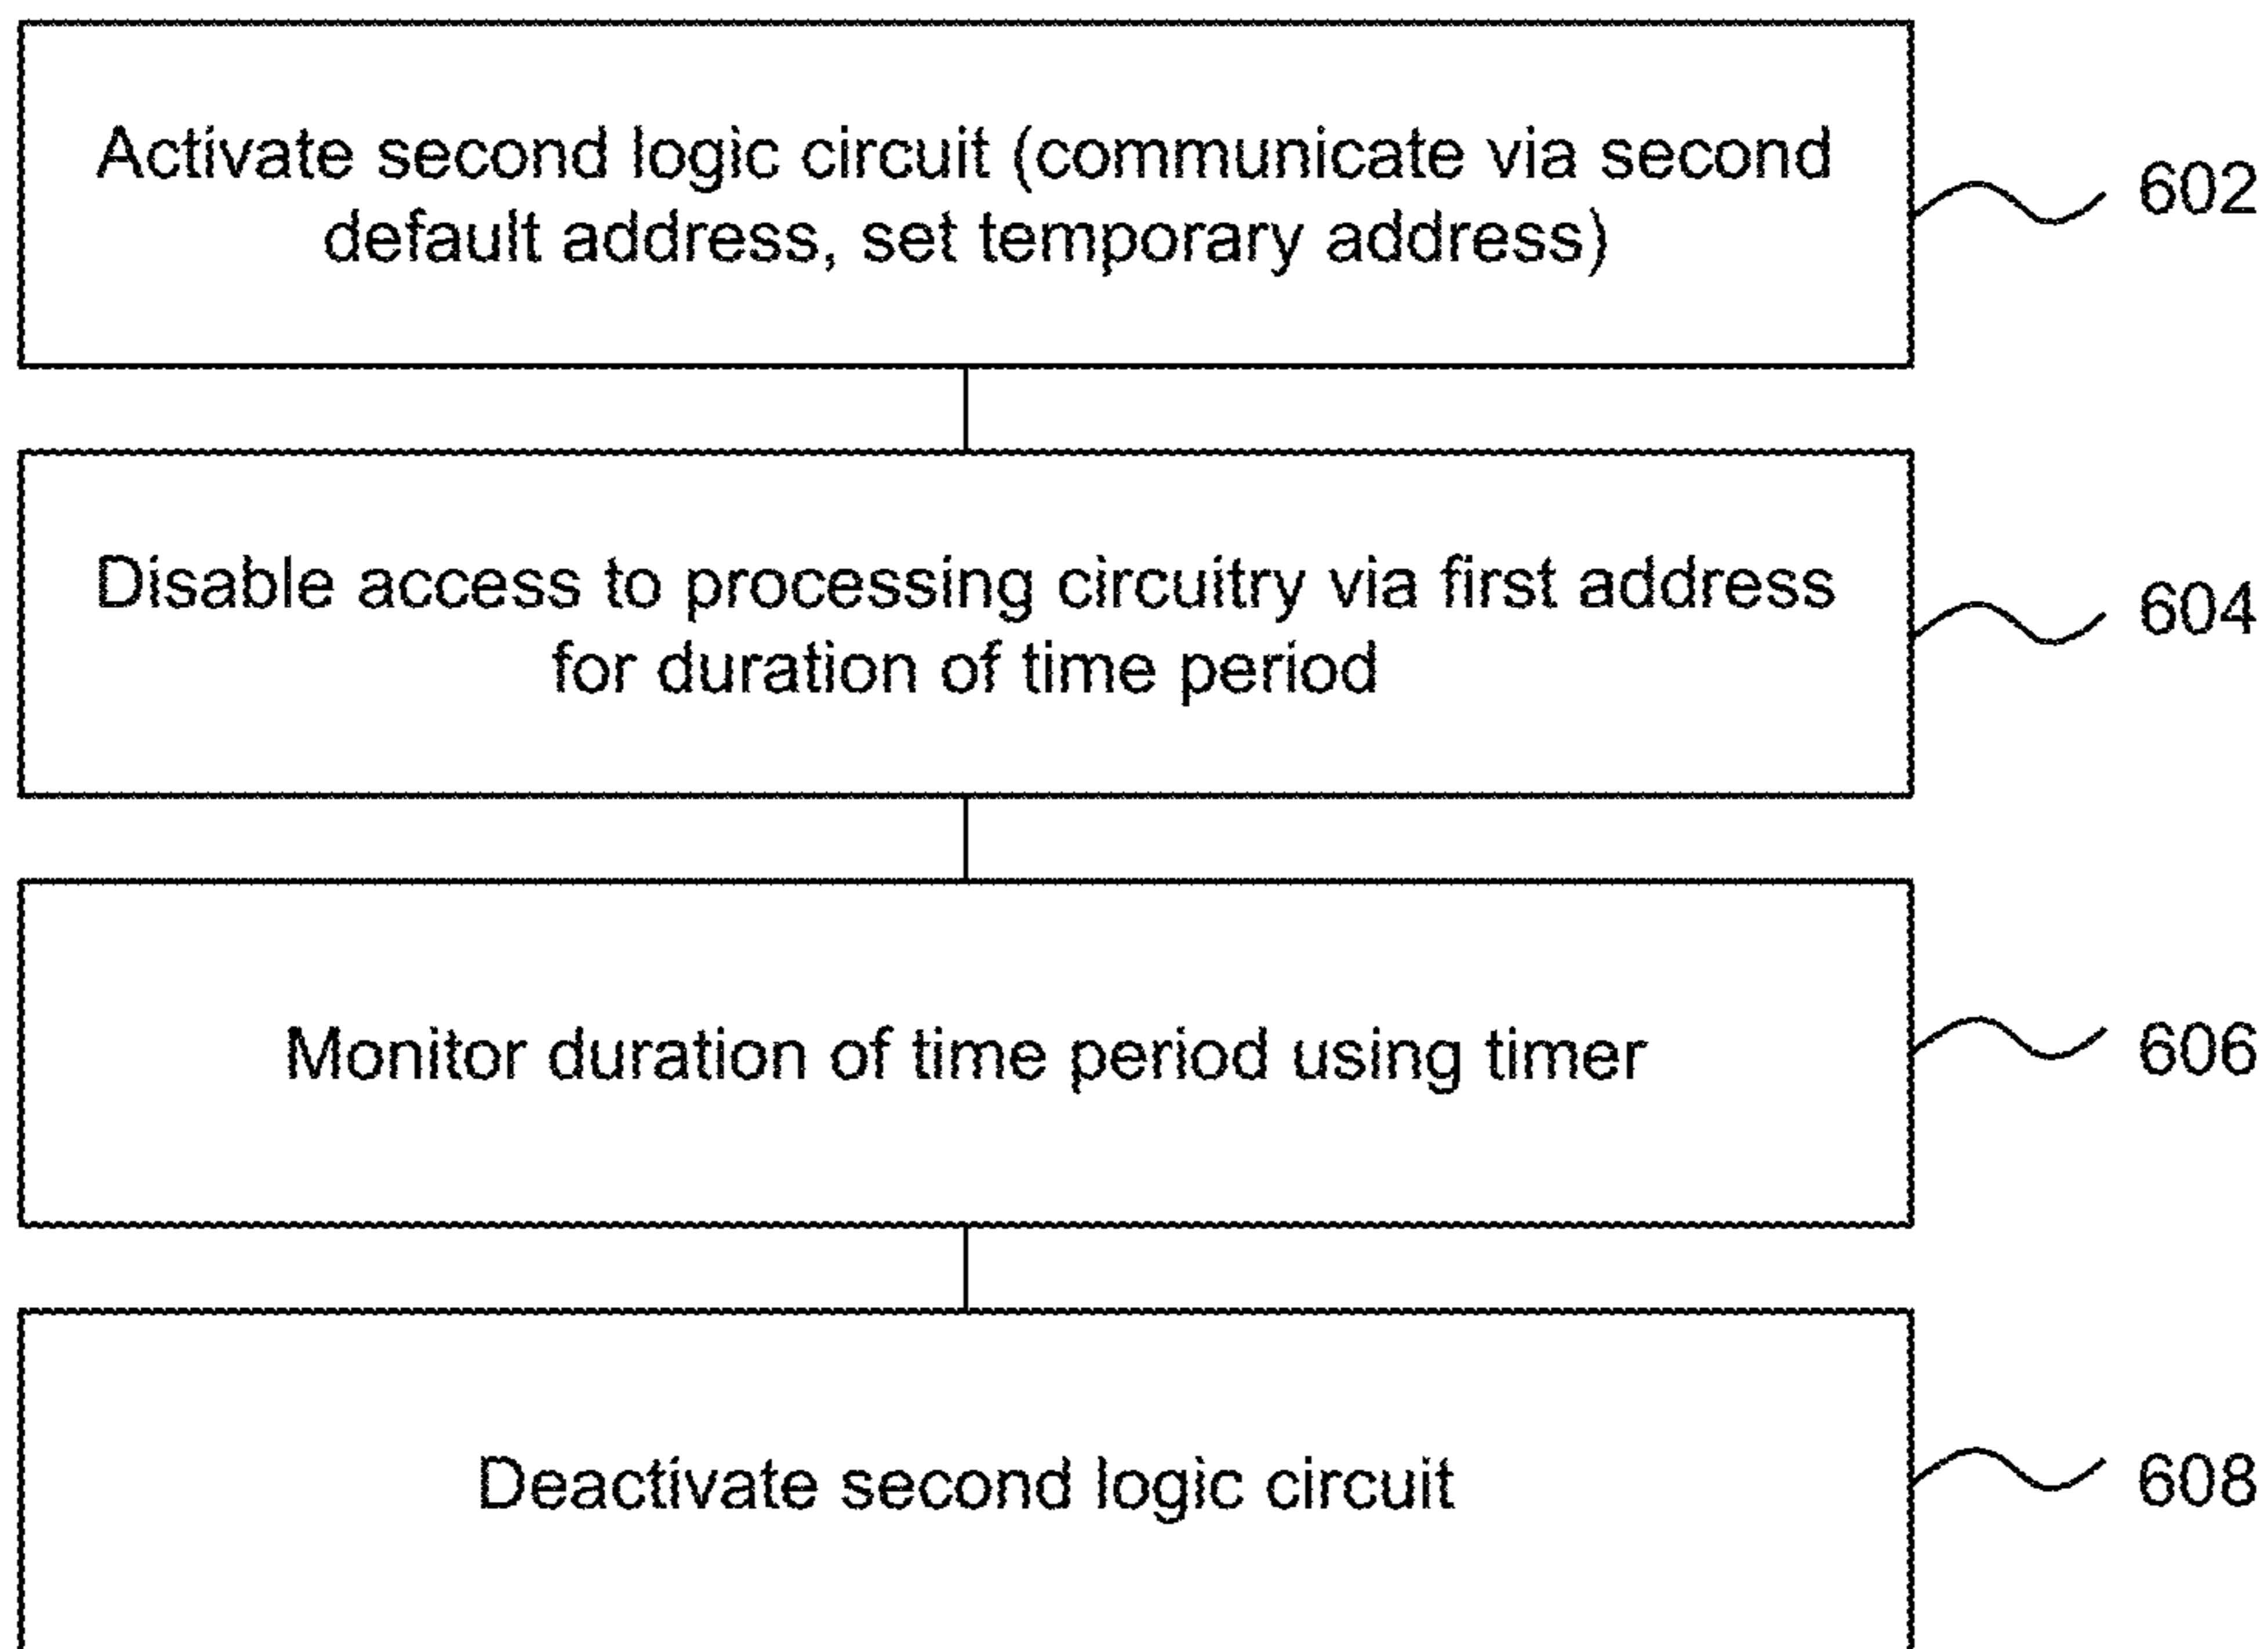 Activate second logic circuit (communicate via second
default address, set temporary address)
602
Disable access to processing circuitry via first address
for duration of time period
604
Monitor duration of time period using timer
606
Deactivate second logic circuit
608